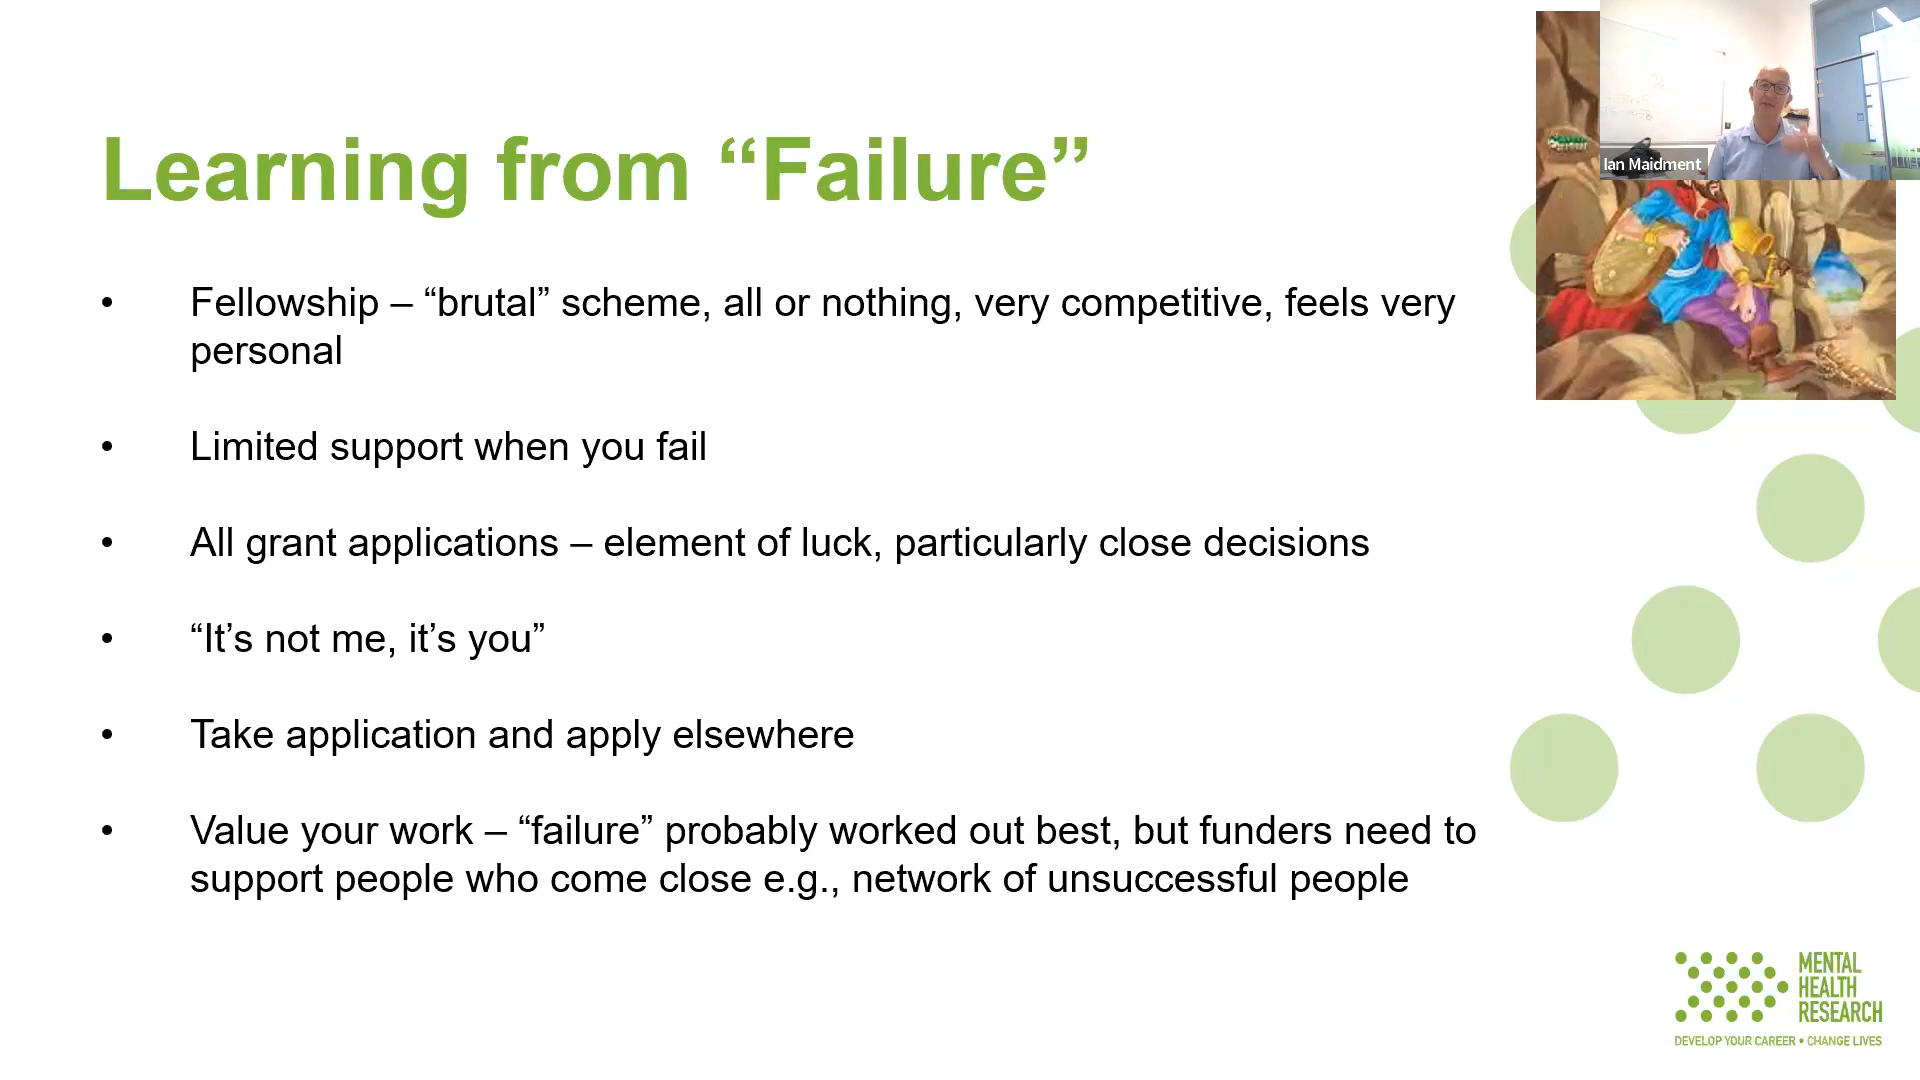 Learning from “Failure”
• Fellowship – “brutal” scheme, all or nothing, very competitive, feels very
personal
• Limited support when you fail
• All grant applications – element of luck, particularly close decisions
• “It’s not me, it’s you”
• Take application and apply elsewhere
• Value your work – “failure” probably worked out best, but funders need to
support people who come close e.g., network of unsuccessful people
Ian Maidment
MENTAL
HEALTH
RESEARCH
DEVELOP YOUR CAREER • CHANGE LIVES